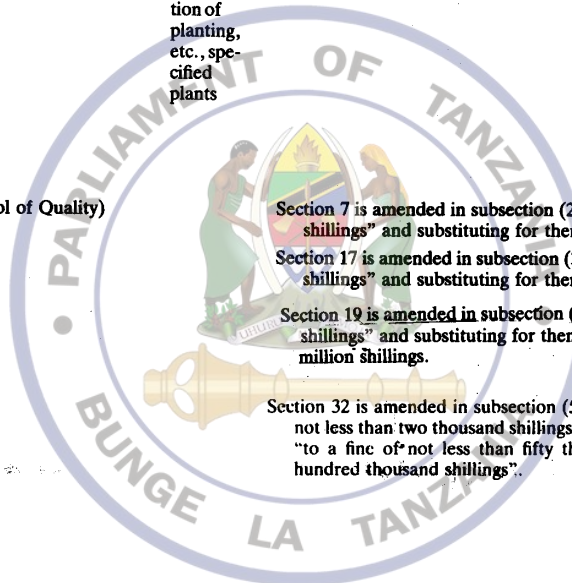 tion of
planting,
etc., spe-
cified
plants
PARLIAMENT OF TANZANIA
ol of Quality)
Section 7 is amended in subsection (2
shillings” and substituting for ther
Section 17 is amended in subsection (
shillings” and substituting for ther
Section 19 is amended in subsection (
shillings” and substituting for ther
million shillings.
UHURU
Section 32 is amended in subsection (5
not less than two thousand shillings
“to a fine of not less than fifty th
hundred thousand shillings”.
BUNGE LA TANZANIA